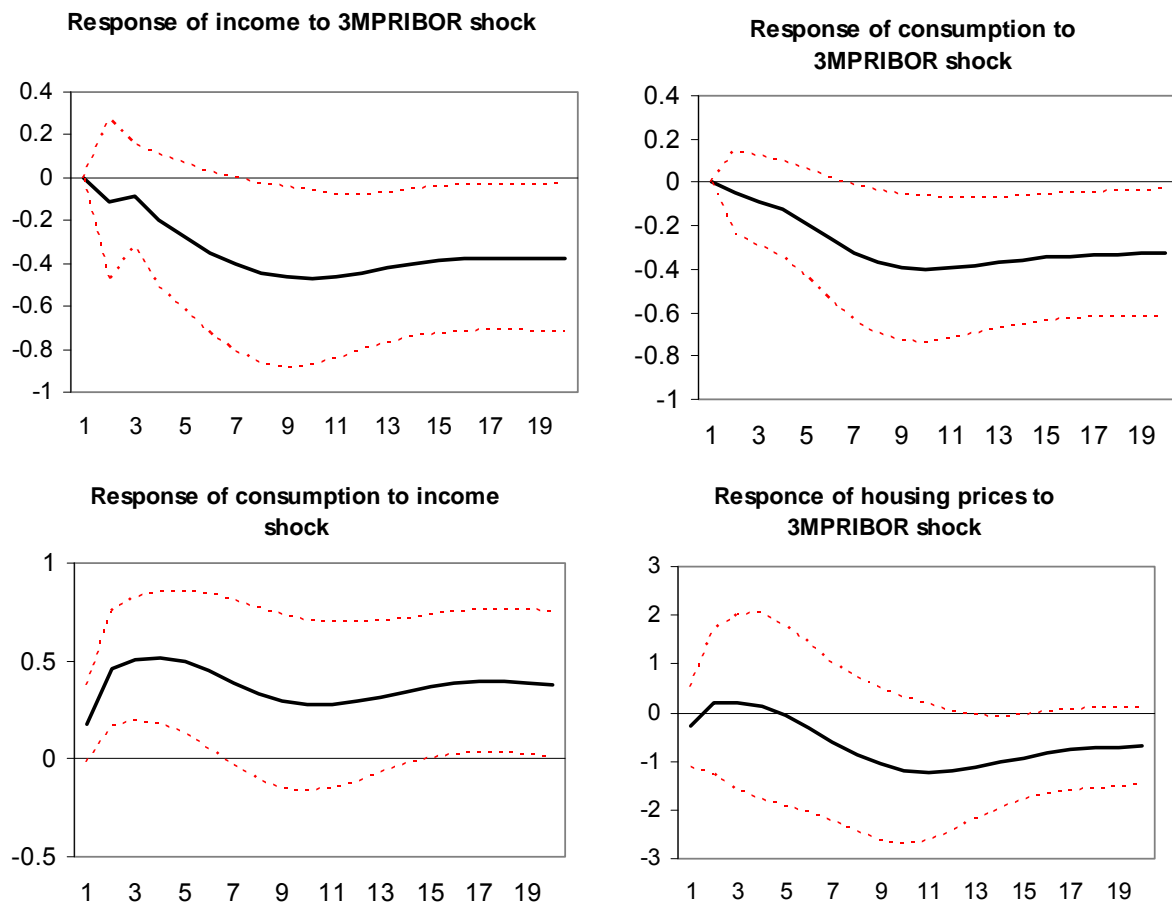 Response of income to 3MPRIBOR shock
0.4
0.2
0
-0.2
-0.4
-0.6
-0.8
-1
1 3 5 7 9 11 13 15 17 19
Response of consumption to
3MPRIBOR shock
0.4
0.2
0
-0.2
-0.4
-0.6
-0.8
-1
1 3 5 7 9 11 13 15 17 19
Response of consumption to income
shock
1
0.5
0
-0.5
1 3 5 7 9 11 13 15 17 19
Responce of housing prices to
3MPRIBOR shock
3
2
1
0
-1
-2
-3
1 3 5 7 9 11 13 15 17 19